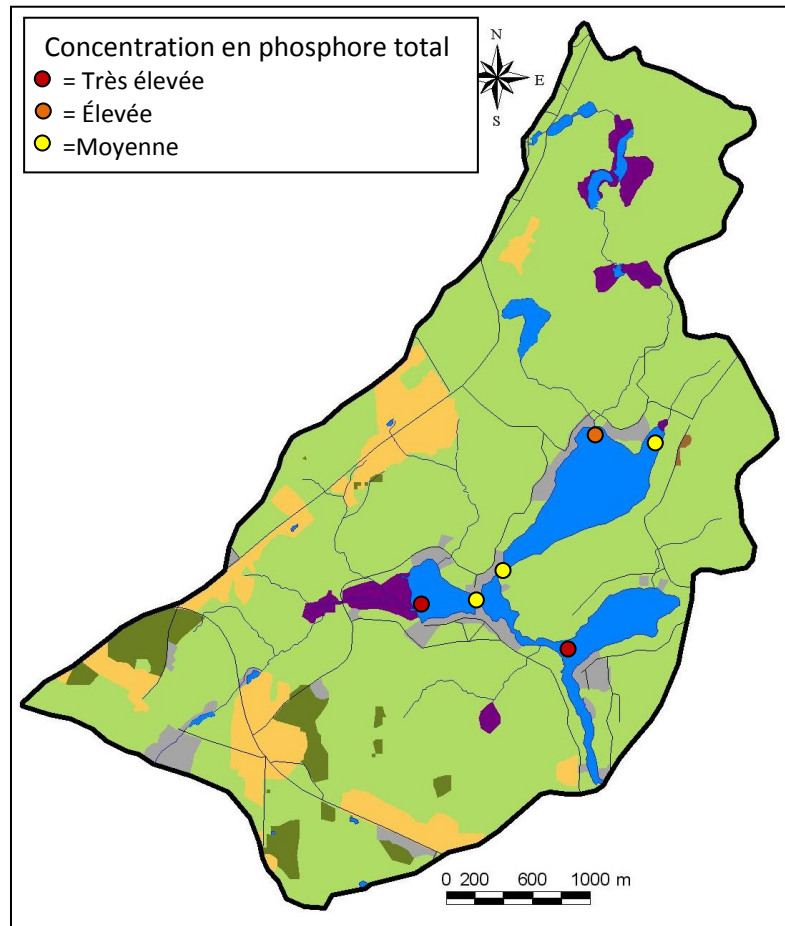 Concentration en phosphore total
= Très élevée
= Élevée
=Moyenne
N
E
S
0 200 600 1000 m